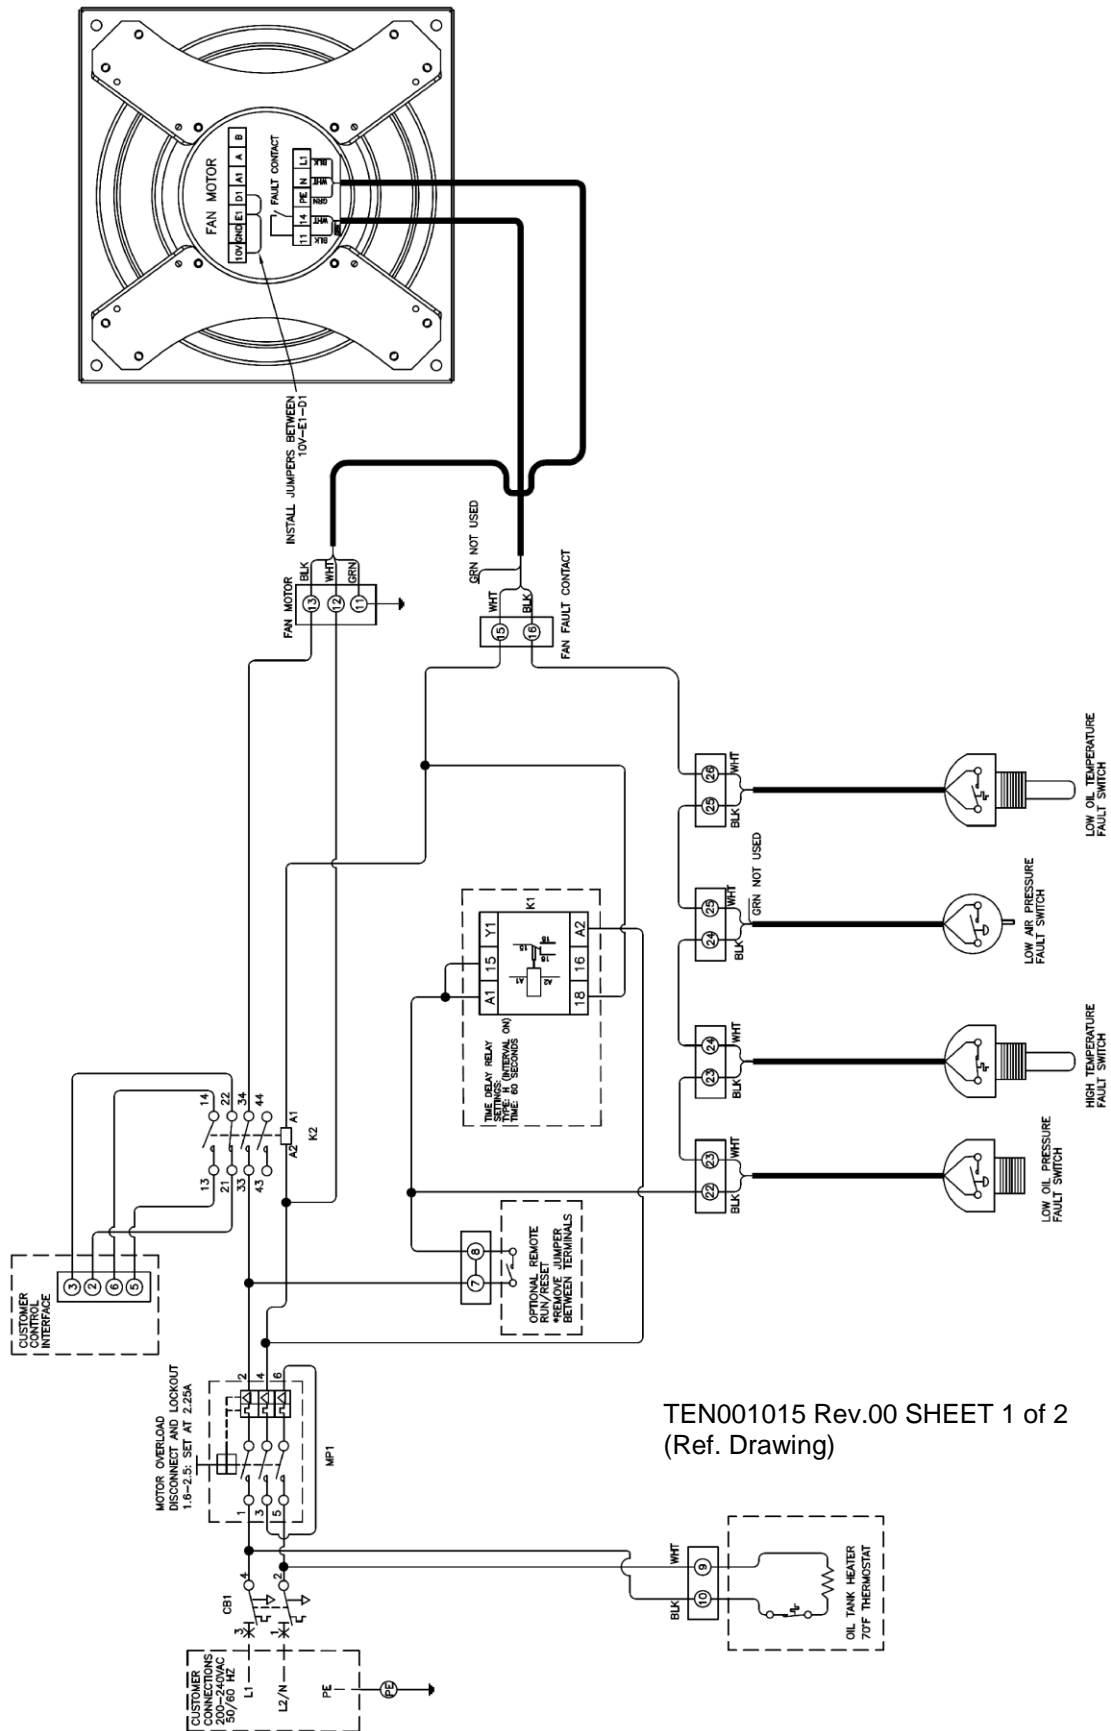 FAN MOTOR
10V GND E1 D1 A1 A B
FAULT CONTACT
11 14 PE N L1
BLK WHT GRN WHT BLK
INSTALL JUMPERS BETWEEN
10V-E1-D1
FAN MOTOR
BLK
WHT
GRN
13
12
11
GRN NOT USED
WHT
BLK
15
16
FAN FAULT CONTACT
CUSTOMER
CONTROL
INTERFACE
3
2
6
5
14
22
34
44
13
21
33
43
A2 A1
K2
TIME DELAY RELAY
SETTINGS:
TYPE: H (INTERVAL ON)
TIME: 60 SECONDS
K1
A1 15 Y1
A1
A2
15
18
16
18 16 A2
MOTOR OVERLOAD
DISCONNECT AND LOCKOUT
1.6-2.5: SET AT 2.25A
1
3
5
2
4
6
MP1
7
8
OPTIONAL REMOTE
RUN/RESET
*REMOVE JUMPER
BETWEEN TERMINALS
26
25
WHT
BLK
LOW OIL TEMPERATURE
FAULT SWITCH
25
24
WHT
BLK
GRN NOT USED
LOW AIR PRESSURE
FAULT SWITCH
24
23
WHT
BLK
HIGH TEMPERATURE
FAULT SWITCH
23
22
WHT
BLK
LOW OIL PRESSURE
FAULT SWITCH
CUSTOMER
CONNECTIONS
200-240VAC
50/60 HZ
L1
L2/N
PE
PE
CB1
3
4
1
2
BLK
WHT
10
9
OIL TANK HEATER
70°F THERMOSTAT
TEN001015 Rev.00 SHEET 1 of 2
(Ref. Drawing)